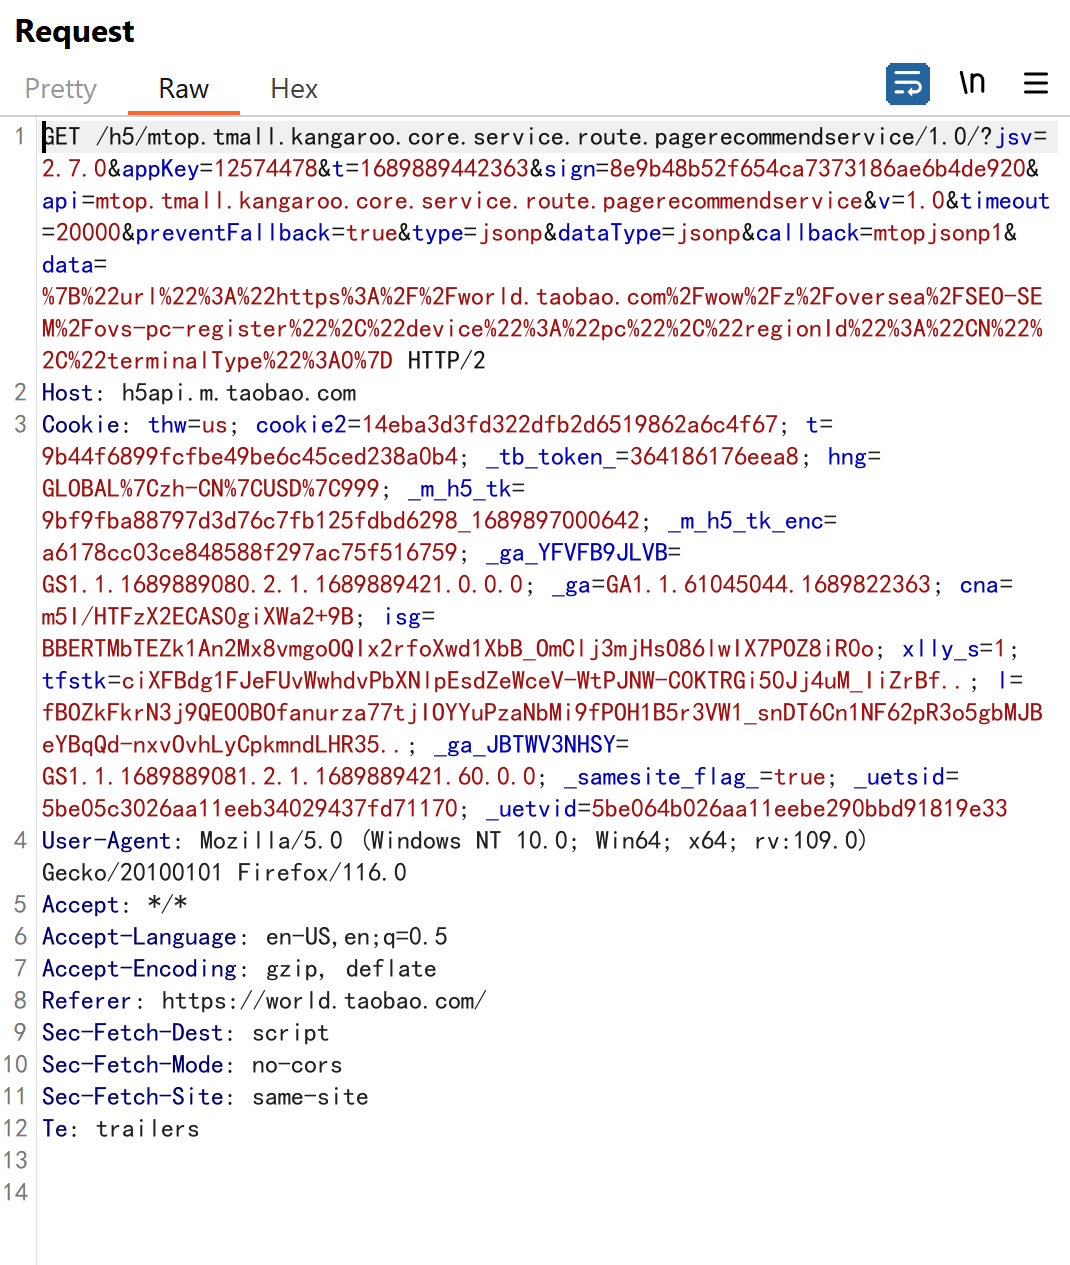 Request
Pretty Raw Hex
\n
1 GET /h5/mtop.tmall.kangaroo.core.service.route.pagerecommendservice/1.0/?jsv=
2.7.0&appKey=12574478&t=1689889442363&sign=8e9b48b52f654ca7373186ae6b4de920&
api=mtop.tmall.kangaroo.core.service.route.pagerecommendservice&v=1.0&timeout
=20000&preventFallback=true&type=jsonp&dataType=jsonp&callback=mtopjsonp1&
data=
%7B%22url%22%3A%22https%3A%2F%2Fworld.taobao.com%2Fwow%2Fz%2Foversea%2FSEO-SE
M%2Fovs-pc-register%22%2C%22device%22%3A%22pc%22%2C%22regionId%22%3A%22CN%22%
2C%22terminalType%22%3A0%7D HTTP/2
2 Host: h5api.m.taobao.com
3 Cookie: thw=us; cookie2=14eba3d3fd322dfb2d6519862a6c4f67; t=
9b44f6899fcfbe49be6c45ced238a0b4; _tb_token_=364186176eea8; hng=
GLOBAL%7Czh-CN%7CUSD%7C999; _m_h5_tk=
9bf9fba88797d3d76c7fb125fdbd6298_1689897000642; _m_h5_tk_enc=
a6178cc03ce848588f297ac75f516759; _ga_YFVFB9JLVB=
GS1.1.1689889080.2.1.1689889421.0.0.0; _ga=GA1.1.61045044.1689822363; cna=
m5I/HTFzX2ECAS0giXWa2+9B; isg=
BBERTMbTEZk1An2Mx8vmgoOQIx2rfoXwd1XbB_OmClj3mjHsO86lwIX7POZ8iROo; xlly_s=1;
tfstk=ciXFBdg1FJeFUvWwhdvPbXNlpEsdZeWceV-WtPJNW-COKTRGi50Jj4uM_IiZrBf..; l=
fBOZkFkrN3j9QEOOBOfanurza77tjIOYYuPzaNbMi9fPOH1B5r3VW1_snDT6Cn1NF62pR3o5gbMJB
eYBqQd-nxvOvhLyCpkmndLHR35..; _ga_JBTWV3NHSY=
GS1.1.1689889081.2.1.1689889421.60.0.0; _samesite_flag_=true; _uetsid=
5be05c3026aa11eeb34029437fd71170; _uetvid=5be064b026aa11eebe290bbd91819e33
4 User-Agent: Mozilla/5.0 (Windows NT 10.0; Win64; x64; rv:109.0)
Gecko/20100101 Firefox/116.0
5 Accept: */*
6 Accept-Language: en-US,en;q=0.5
7 Accept-Encoding: gzip, deflate
8 Referer: https://world.taobao.com/
9 Sec-Fetch-Dest: script
10 Sec-Fetch-Mode: no-cors
11 Sec-Fetch-Site: same-site
12 Te: trailers
13
14